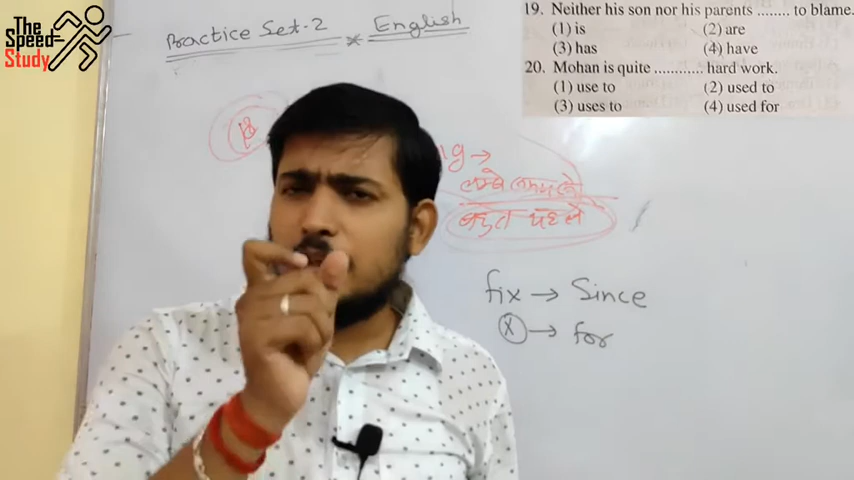 The
Speed
Study
Practice Set-2 × English
19. Neither his son nor his parents ........ to blame.
(1) is (2) are
(3) has (4) have
20. Mohan is quite ............ hard work.
(1) use to (2) used to
(3) uses to (4) used for
g →
लम्बे समय से
बहुत पहले
fix → Since
(x) → for